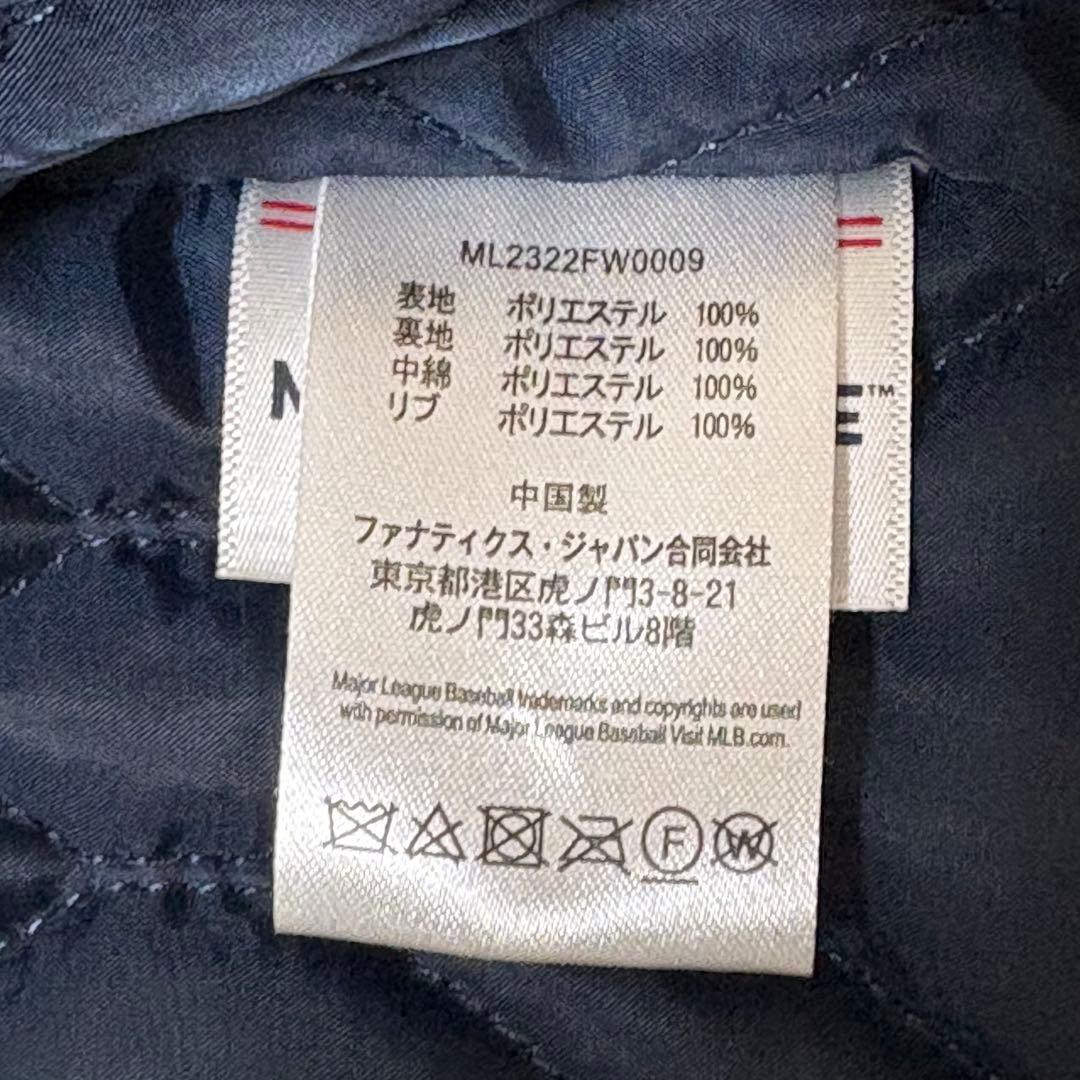 ML2322FW0009
表地 ポリエステル 100%
裏地 ポリエステル 100%
中綿 ポリエステル 100%
リブ ポリエステル 100%
中国製
ファナティクス・ジャパン合同会社
東京都港区虎ノ門3-8-21
虎ノ門33森ビル8階
Major League Baseball trademarks and copyrights are used
with permission of Major League Baseball Visit MLB.com.
F
W